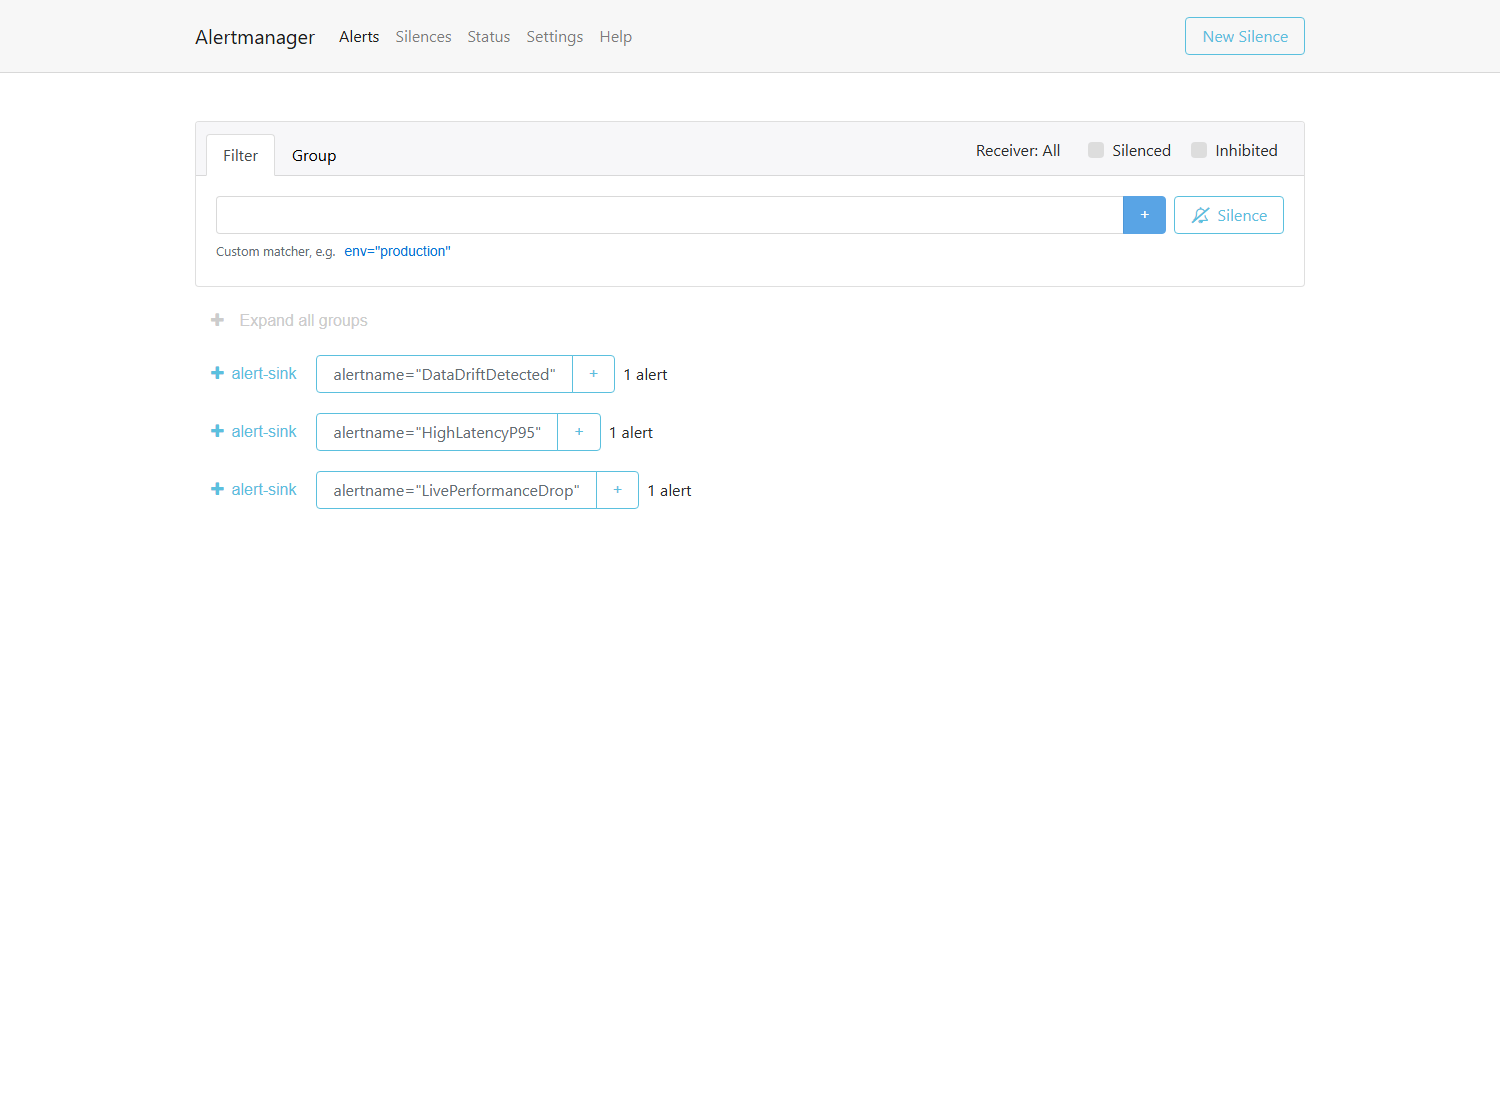 Alertmanager Alerts Silences Status Settings Help New Silence
Filter Group Receiver: All Silenced Inhibited
+ Silence
Custom matcher, e.g. env="production"
+ Expand all groups
+ alert-sink alertname="DataDriftDetected" + 1 alert
+ alert-sink alertname="HighLatencyP95" + 1 alert
+ alert-sink alertname="LivePerformanceDrop" + 1 alert